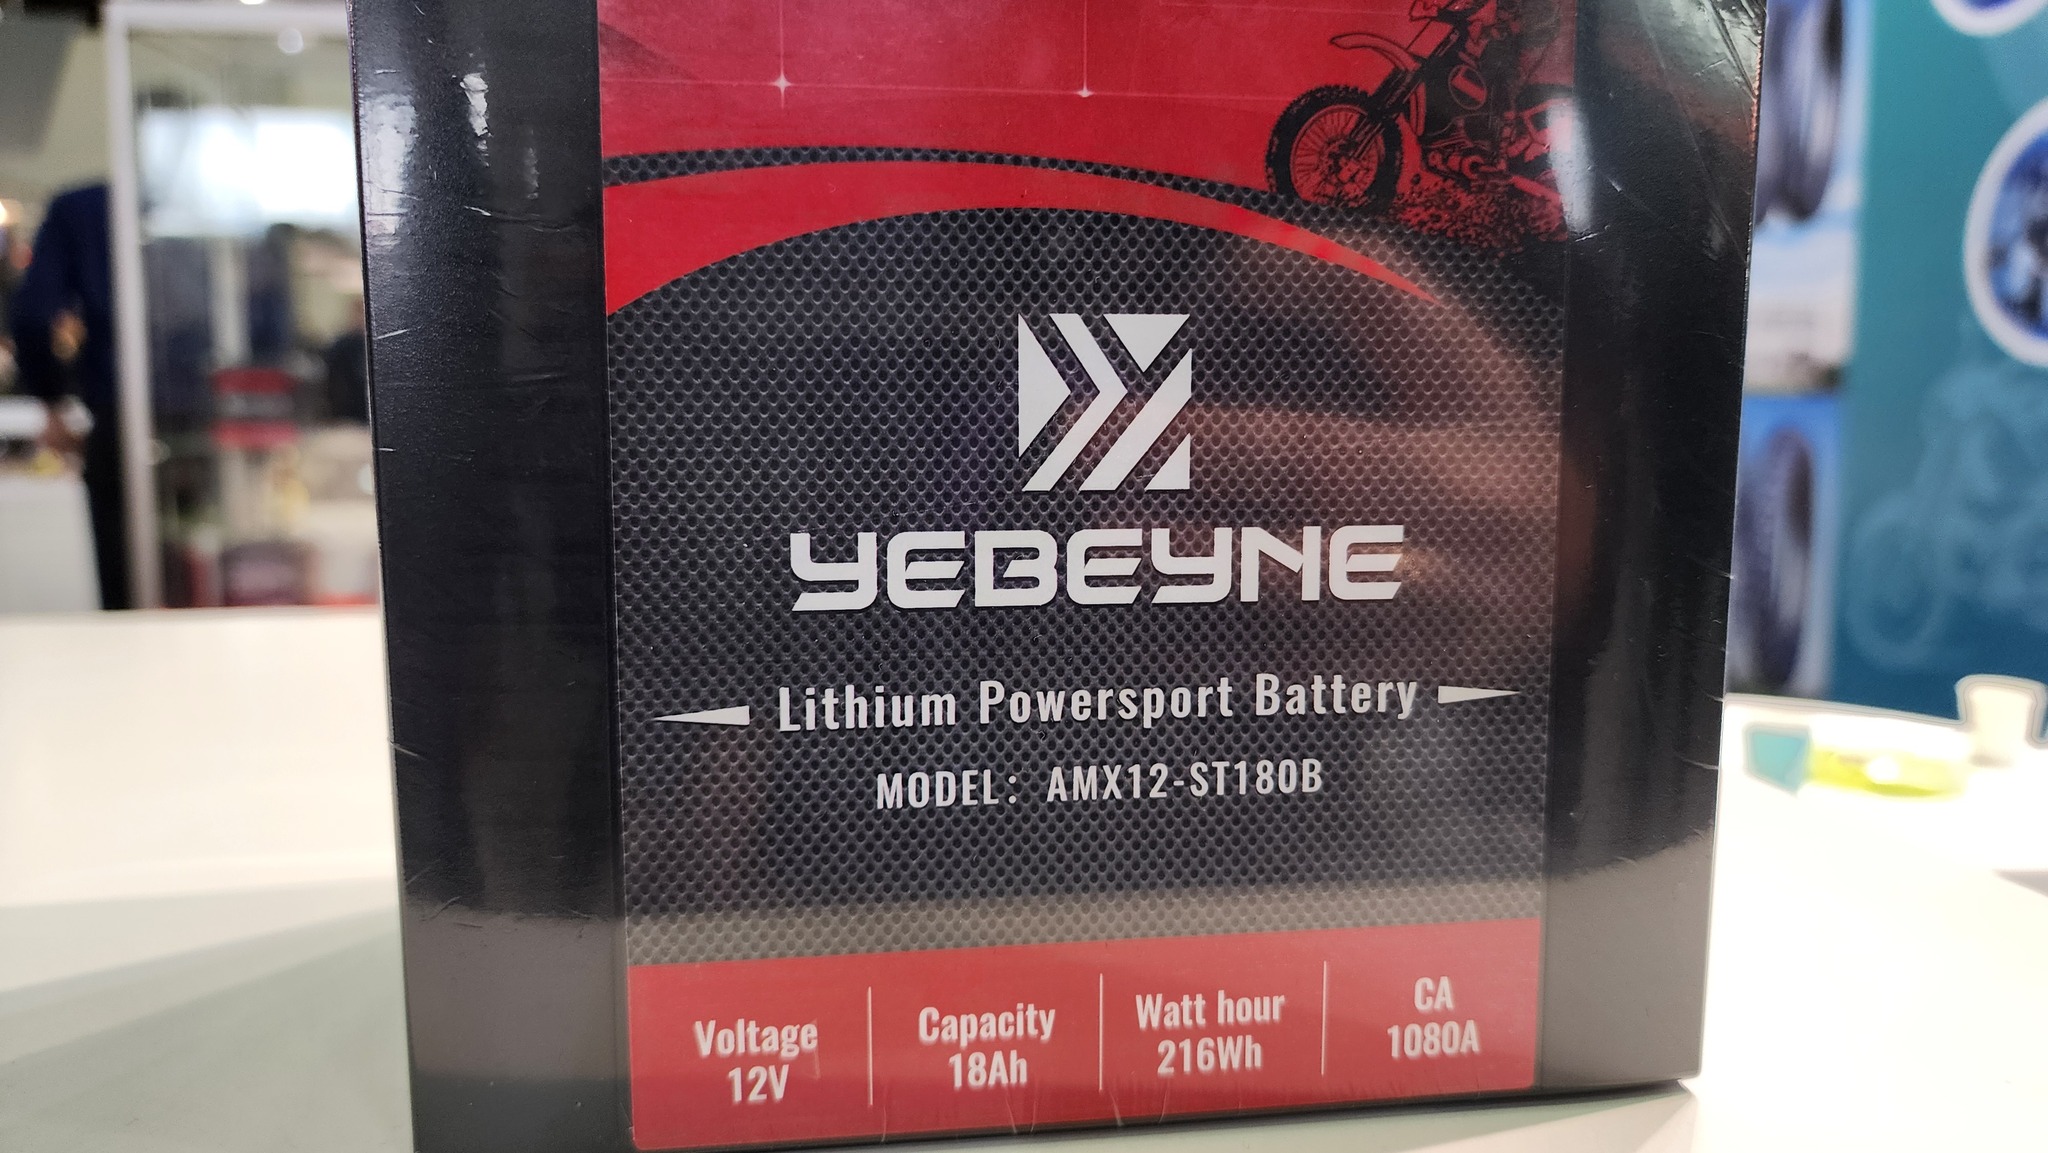 YEBEYNE
Lithium Powersport Battery
MODEL: AMX12-ST180B
Voltage
12V
Capacity
18Ah
Watt hour
216Wh
CA
1080A